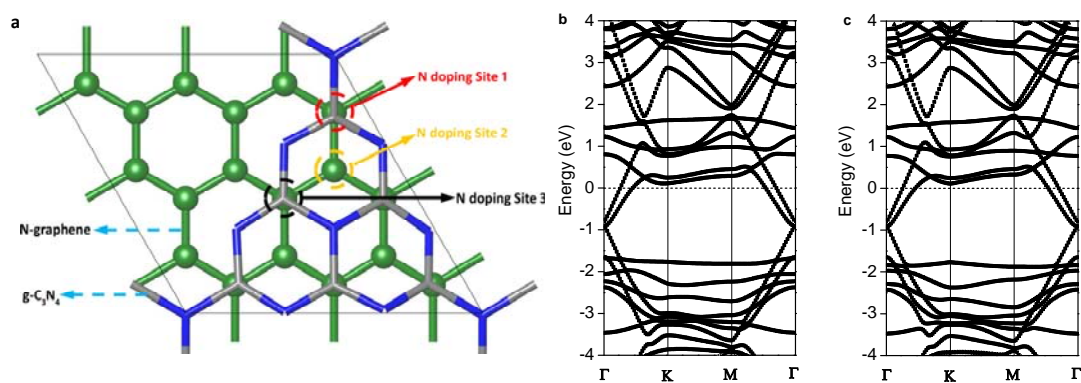 a
N doping Site 1
N doping Site 2
N doping Site 3
N-graphene
g-C₃N₄
b
Energy (eV)
4
3
2
1
0
-1
-2
-3
-4
Γ K M Γ
c
Energy (eV)
4
3
2
1
0
-1
-2
-3
-4
Γ K M Γ